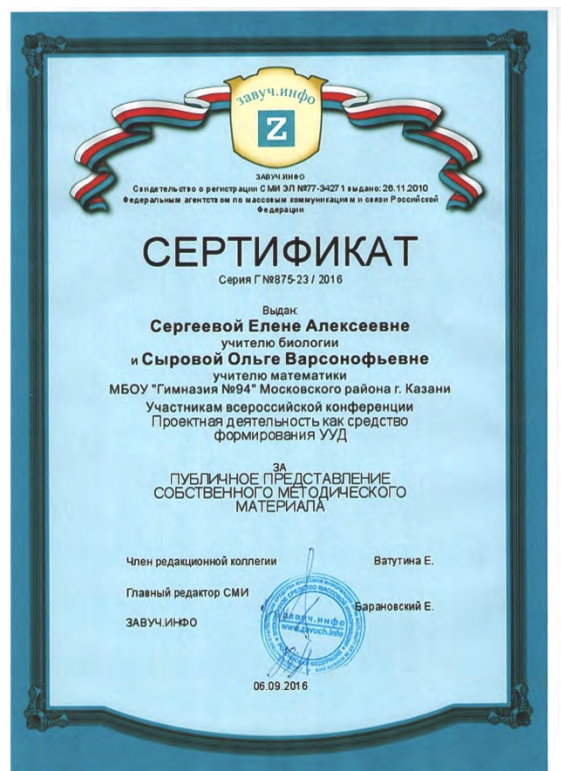 завуч.инфо
Z
ЗАВУЧ.ИНФО
Свидетельство о регистрации СМИ ЭЛ №77-34271 выдано: 26.11.2010
Федеральным агентством по массовым коммуникациям и связи Российской
Федерации
СЕРТИФИКАТ
Серия Г №875-23 / 2016
Выдан:
Сергеевой Елене Алексеевне
учителю биологии
и Сыровой Ольге Варсонофьевне
учителю математики
МБОУ "Гимназия №94" Московского района г. Казани
Участникам всероссийской конференции
Проектная деятельность как средство
формирования УУД
ЗА
ПУБЛИЧНОЕ ПРЕДСТАВЛЕНИЕ
СОБСТВЕННОГО МЕТОДИЧЕСКОГО
МАТЕРИАЛА
Член редакционной коллегии Ватутина Е.
Главный редактор СМИ
Барановский Е.
ЗАВУЧ.ИНФО
завуч.инфо
www.zavuch.info
06.09.2016